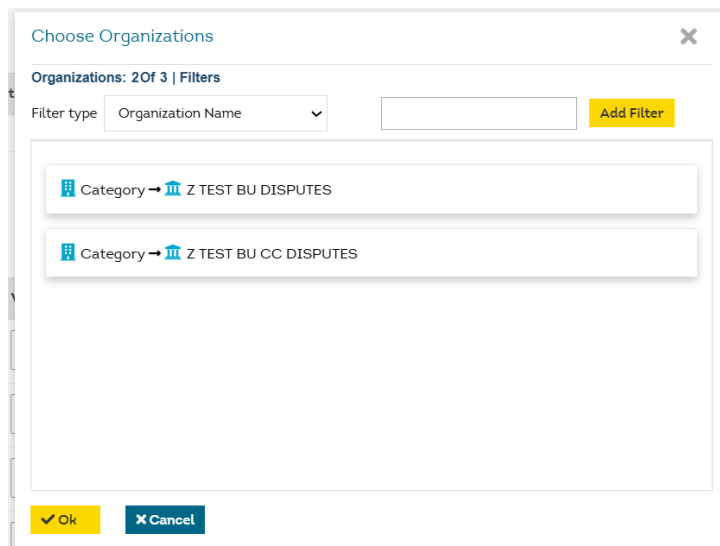 Choose Organizations
Organizations: 2Of 3 | Filters
Filter type Organization Name Add Filter
Category → Z TEST BU DISPUTES
Category → Z TEST BU CC DISPUTES
Ok Cancel